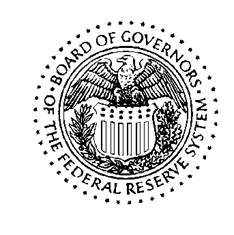 BOARD OF GOVERNORS
OF THE FEDERAL RESERVE SYSTEM